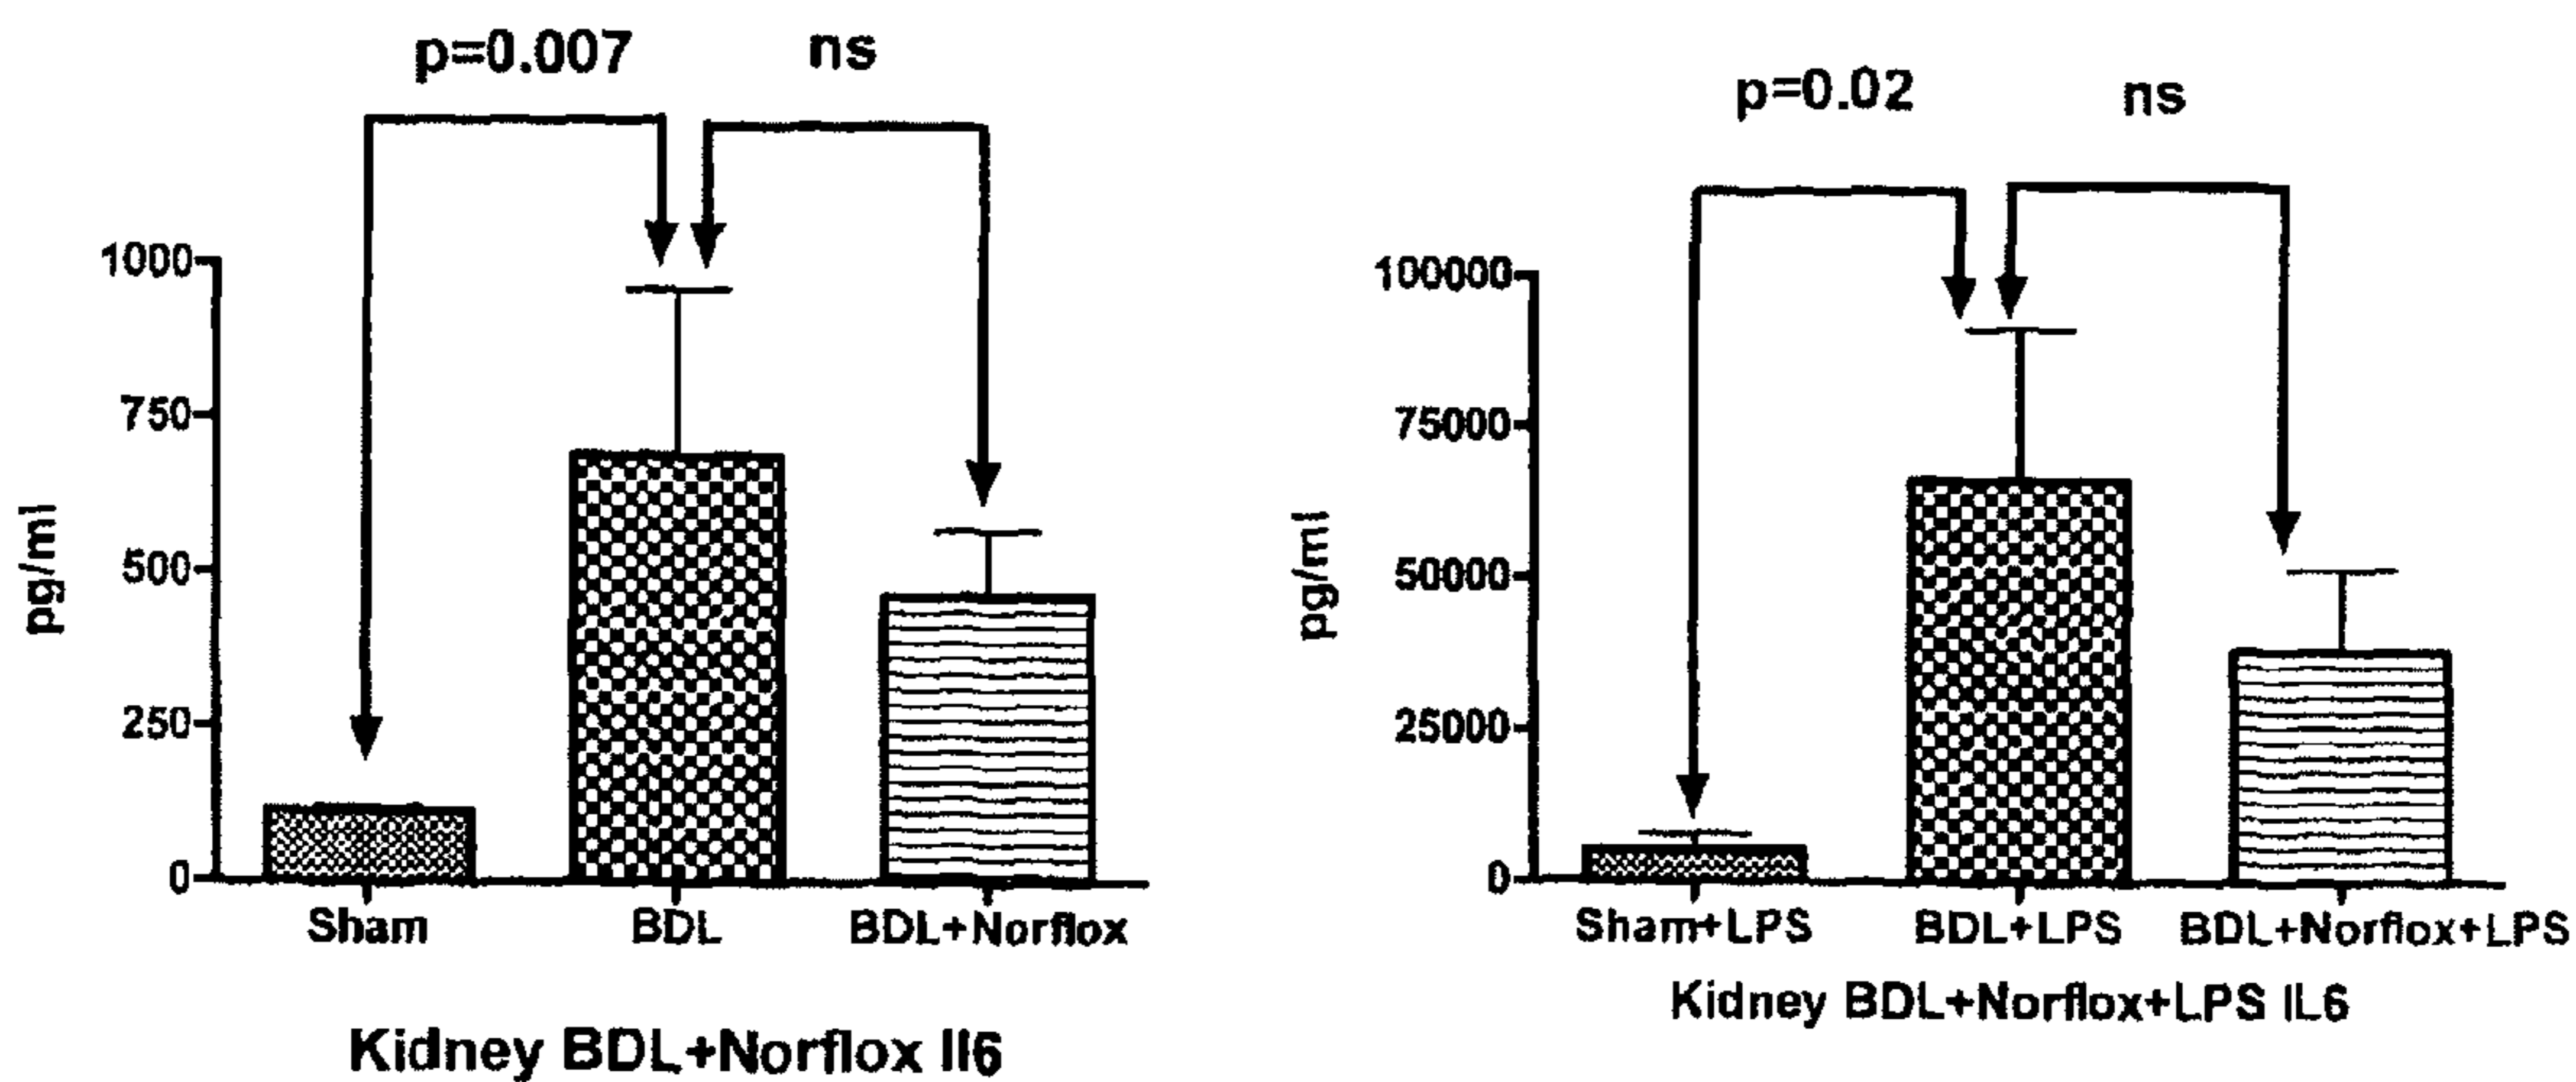 p=0.007 ns
1000
750
500
250
0
pg/ml
Sham BDL BDL+Norflox
Kidney BDL+Norflox Il6
p=0.02 ns
100000
75000
50000
25000
0
pg/ml
Sham+LPS BDL+LPS BDL+Norflox+LPS
Kidney BDL+Norflox+LPS IL6